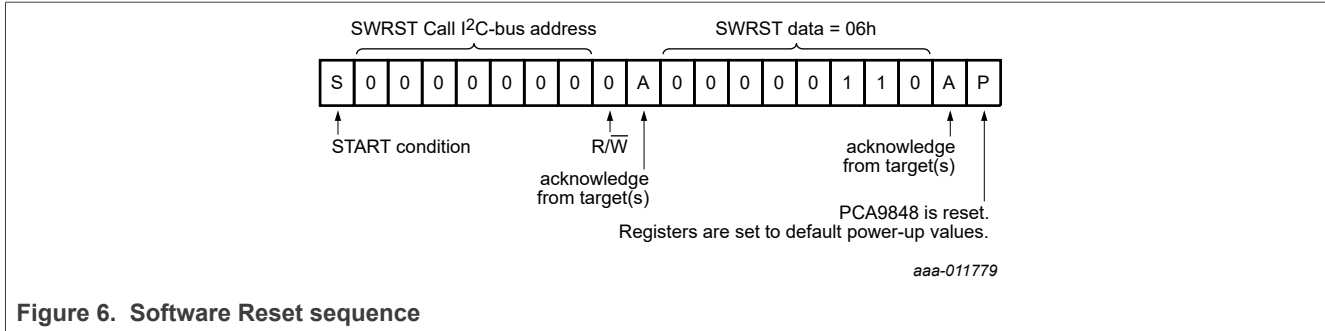 SWRST Call I2C-bus address SWRST data = 06h
S 0 0 0 0 0 0 0 0 A 0 0 0 0 0 1 1 0 A P
START condition R/W acknowledge
from target(s)
acknowledge
from target(s)
PCA9848 is reset.
Registers are set to default power-up values.
aaa-011779
Figure 6. Software Reset sequence